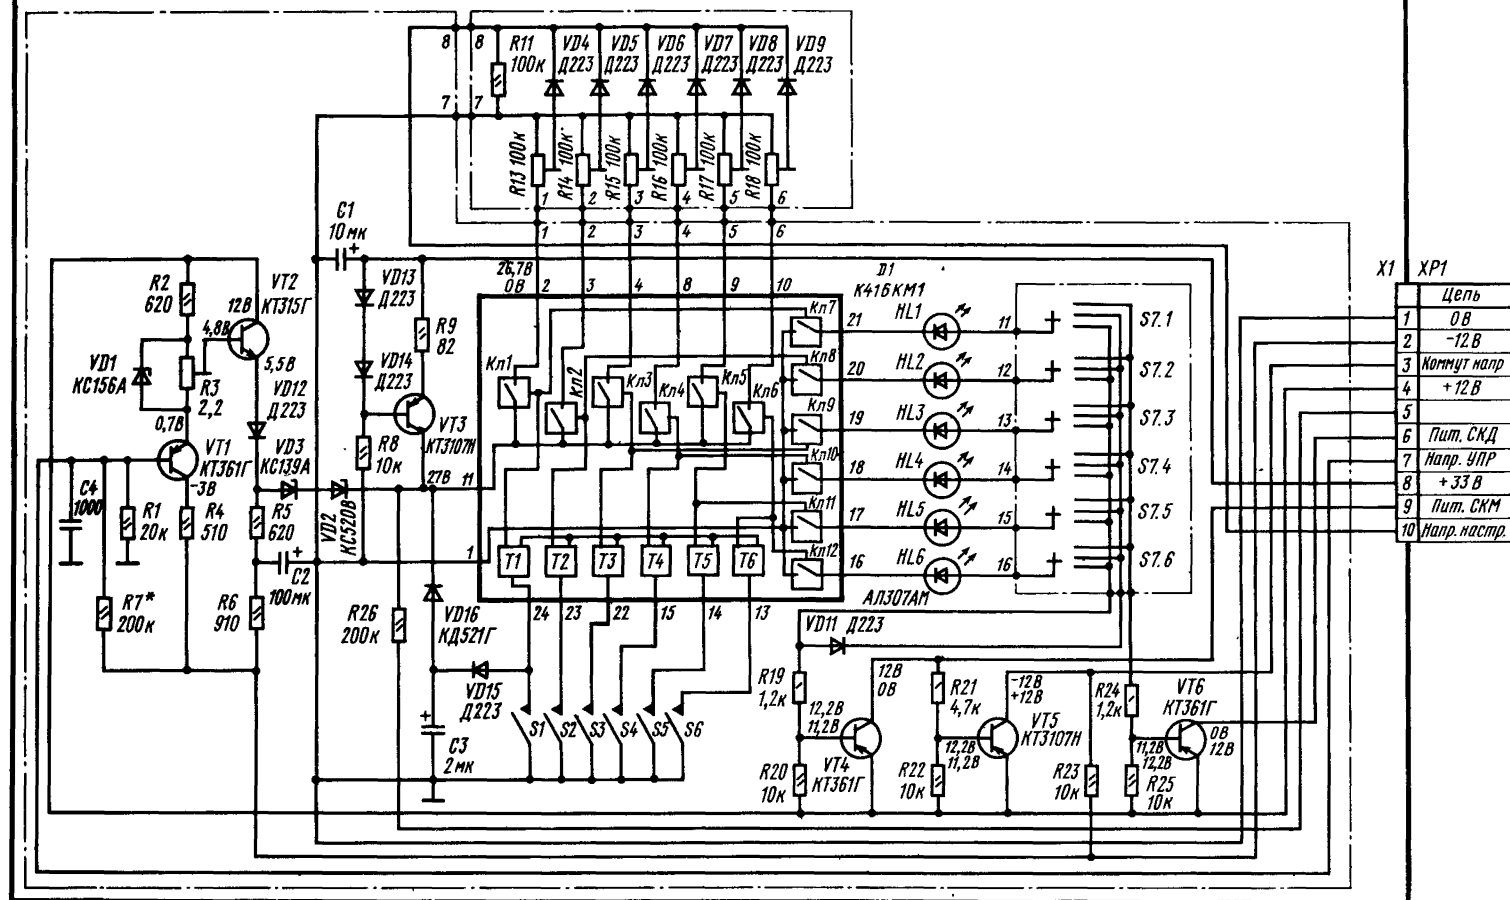 8
8
R11
100к
VD4
Д223
VD5
Д223
VD6
Д223
VD7
Д223
VD8
Д223
VD9
Д223
7
7
R13 100к
R14 100к
R15 100к
R16 100к
R17 100к
R18 100к
1
2
3
4
5
6
1
2
3
4
5
6
C1
10 мк
+
R2
620
VT2
КТ315Г
12В
4,8В
5,5В
VD1
КС156А
R3
2,2
VD12
Д223
0,7В
VT1
КТ361Г
-3В
VD3
КС139А
C4
1000
R1
20к
R4
510
R5
620
VD2
КС520В
+
C2
100мк
R7*
200к
R6
910
VD13
Д223
R9
82
VD14
Д223
VT3
КТ3107Н
R8
10к
27В
11
1
26,7В
0В
2
3
4
8
9
10
D1
К416КМ1
Кл1
Кл2
Кл3
Кл4
Кл5
Кл6
Кл7
Кл8
Кл9
Кл10
Кл11
Кл12
T1
T2
T3
T4
T5
T6
21
20
19
18
17
16
24
23
22
15
14
13
HL1
HL2
HL3
HL4
HL5
HL6
АЛ307АМ
11
12
13
14
15
16
+
+
+
+
+
+
S7.1
S7.2
S7.3
S7.4
S7.5
S7.6
R26
200к
VD16
КД521Г
VD15
Д223
+
C3
2мк
S1
S2
S3
S4
S5
S6
VD11 Д223
R19
1,2к
12,2В
11,2В
R20
10к
VT4
КТ361Г
12В
0В
R21
4,7к
12,2В
11,2В
R22
10к
-12В
+12В
VT5
КТ3107Н
R23
10к
R24
1,2к
11,2В
12,2В
R25
10к
VT6
КТ361Г
0В
12В
X1
XP1
Цепь
1 0В
2 -12В
3 Коммут напр
4 +12В
5
6 Пит. СКД
7 Напр. УПР
8 +33В
9 Пит. СКМ
10 Напр. настр.